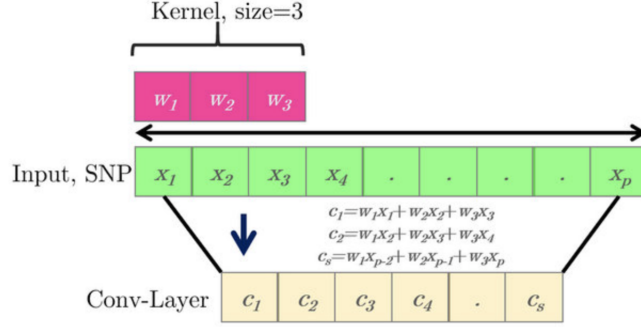 Kernel, size=3
w₁ w₂ w₃
Input, SNP x₁ x₂ x₃ x₄ . . . . xₚ
c₁=w₁x₁+w₂x₂+w₃x₃
c₂=w₁x₂+w₂x₃+w₃x₄
cₛ=w₁xₚ₋₂+w₂xₚ₋₁+w₃xₚ
Conv-Layer c₁ c₂ c₃ c₄ . cₛ